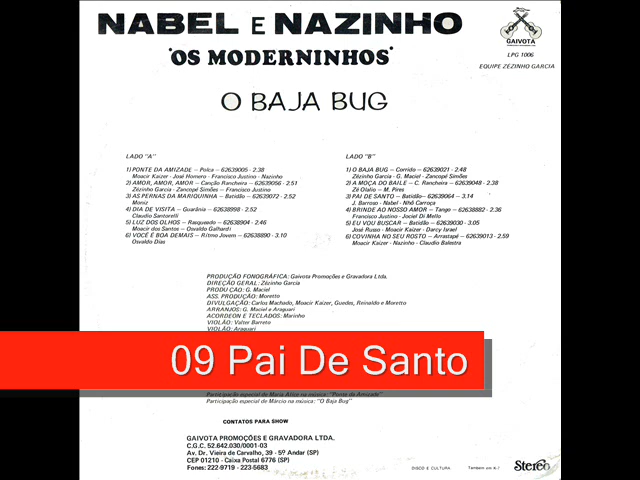 NABEL E NAZINHO
"OS MODERNINHOS"
GAIVOTA
LPG 1006
EQUIPE ZEZINHO GARCIA
O BAJA BUG
LADO "A"
1) PONTE DA AMIZADE – Polca – 62639005 - 2.38
Moacir Kaizer - José Homero - Francisco Justino - Nazinho
2) AMOR, AMOR, AMOR – Canção Rancheira – 62639056 - 2.51
Zézinho Garcia - Zancopé Simões – Francisco Justino
3) AS PERNAS DA MARIQUINHA – Batidão – 62639072 - 2.52
Moniz
4) DIA DE VISITA – Guarânia – 62638898 - 2.52
Claudio Santorelli
5) LUZ DOS OLHOS – Rasqueado – 62638904 - 2.46
Moacir dos Santos – Osvaldo Galhardi
6) VOCÊ É BOA DEMAIS – Ritmo Jovem – 62638890 - 3.10
Osvaldo Dias
LADO "B"
1) O BAJA BUG – Corrido – 62639021 - 2.48
Zézinho Garcia - G. Maciel - Zancopé Simões
2) A MOÇA DO BAILE – C. Rancheira – 62639048 - 2.38
Zé Otalio – M. Pires
3) PAI DE SANTO – Batidão – 62639064 - 3.14
J. Barroso - Nabel - Nhô Carroça
4) BRINDE AO NOSSO AMOR – Tango – 62638882 - 2.36
Francisco Justino - Jociel Di Mello
5) EU VOU BUSCAR – Batidão – 62639030 - 3.05
José Russo - Moacir Kaizer - Darcy Israel
6) COVINHA NO SEU ROSTO – Arrastapé – 62639013 - 2.59
Moacir Kaizer - Nazinho - Claudio Balestra
PRODUÇÃO FONOGRÁFICA: Gaivota Promoções e Gravadora Ltda.
DIREÇÃO GERAL: Zézinho Garcia
PRODUÇAO: G. Maciel
ASS. PRODUÇÃO: Moretto
DIVULGAÇÃO: Carlos Machado, Moacir Kaizer, Guedes, Reinaldo e Moretto
ARRANJOS: G. Maciel e Araguari
ACORDEON E TECLADOS: Marinho
VIOLÃO: Valter Barreto
VIOLÃO: Araguari
09 Pai De Santo
Participação especial de Maria Alice na música: "Ponte da Amizade"
Participação especial de Márcio na música: "O Baja Bug"
CONTATOS PARA SHOW
GAIVOTA PROMOÇÕES E GRAVADORA LTDA.
C.G.C. 52.642.030/0001-03
Av. Dr. Vieira de Carvalho, 39 - 5º Andar (SP)
CEP 01210 - Caixa Postal 6776 (SP)
Fones: 222-9719 - 223-5683
DISCO É CULTURA
Também em K-7
Stereo